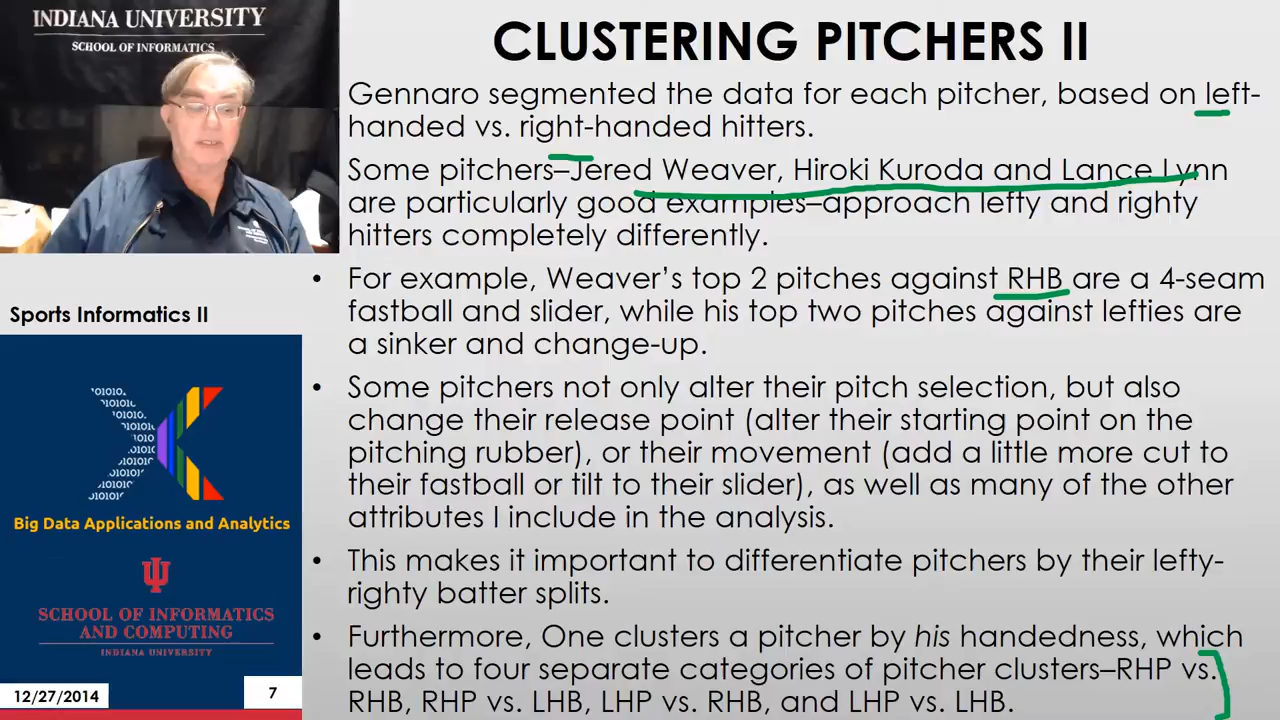 INDIANA UNIVERSITY
SCHOOL OF INFORMATICS
CLUSTERING PITCHERS II
Gennaro segmented the data for each pitcher, based on left-
handed vs. right-handed hitters.
Some pitchers–Jered Weaver, Hiroki Kuroda and Lance Lynn
are particularly good examples–approach lefty and righty
hitters completely differently.
• For example, Weaver's top 2 pitches against RHB are a 4-seam
fastball and slider, while his top two pitches against lefties are
a sinker and change-up.
• Some pitchers not only alter their pitch selection, but also
change their release point (alter their starting point on the
pitching rubber), or their movement (add a little more cut to
their fastball or tilt to their slider), as well as many of the other
attributes I include in the analysis.
• This makes it important to differentiate pitchers by their lefty-
righty batter splits.
• Furthermore, One clusters a pitcher by his handedness, which
leads to four separate categories of pitcher clusters–RHP vs.
RHB, RHP vs. LHB, LHP vs. RHB, and LHP vs. LHB.
Sports Informatics II
Big Data Applications and Analytics
SCHOOL OF INFORMATICS
AND COMPUTING
INDIANA UNIVERSITY
12/27/2014
7